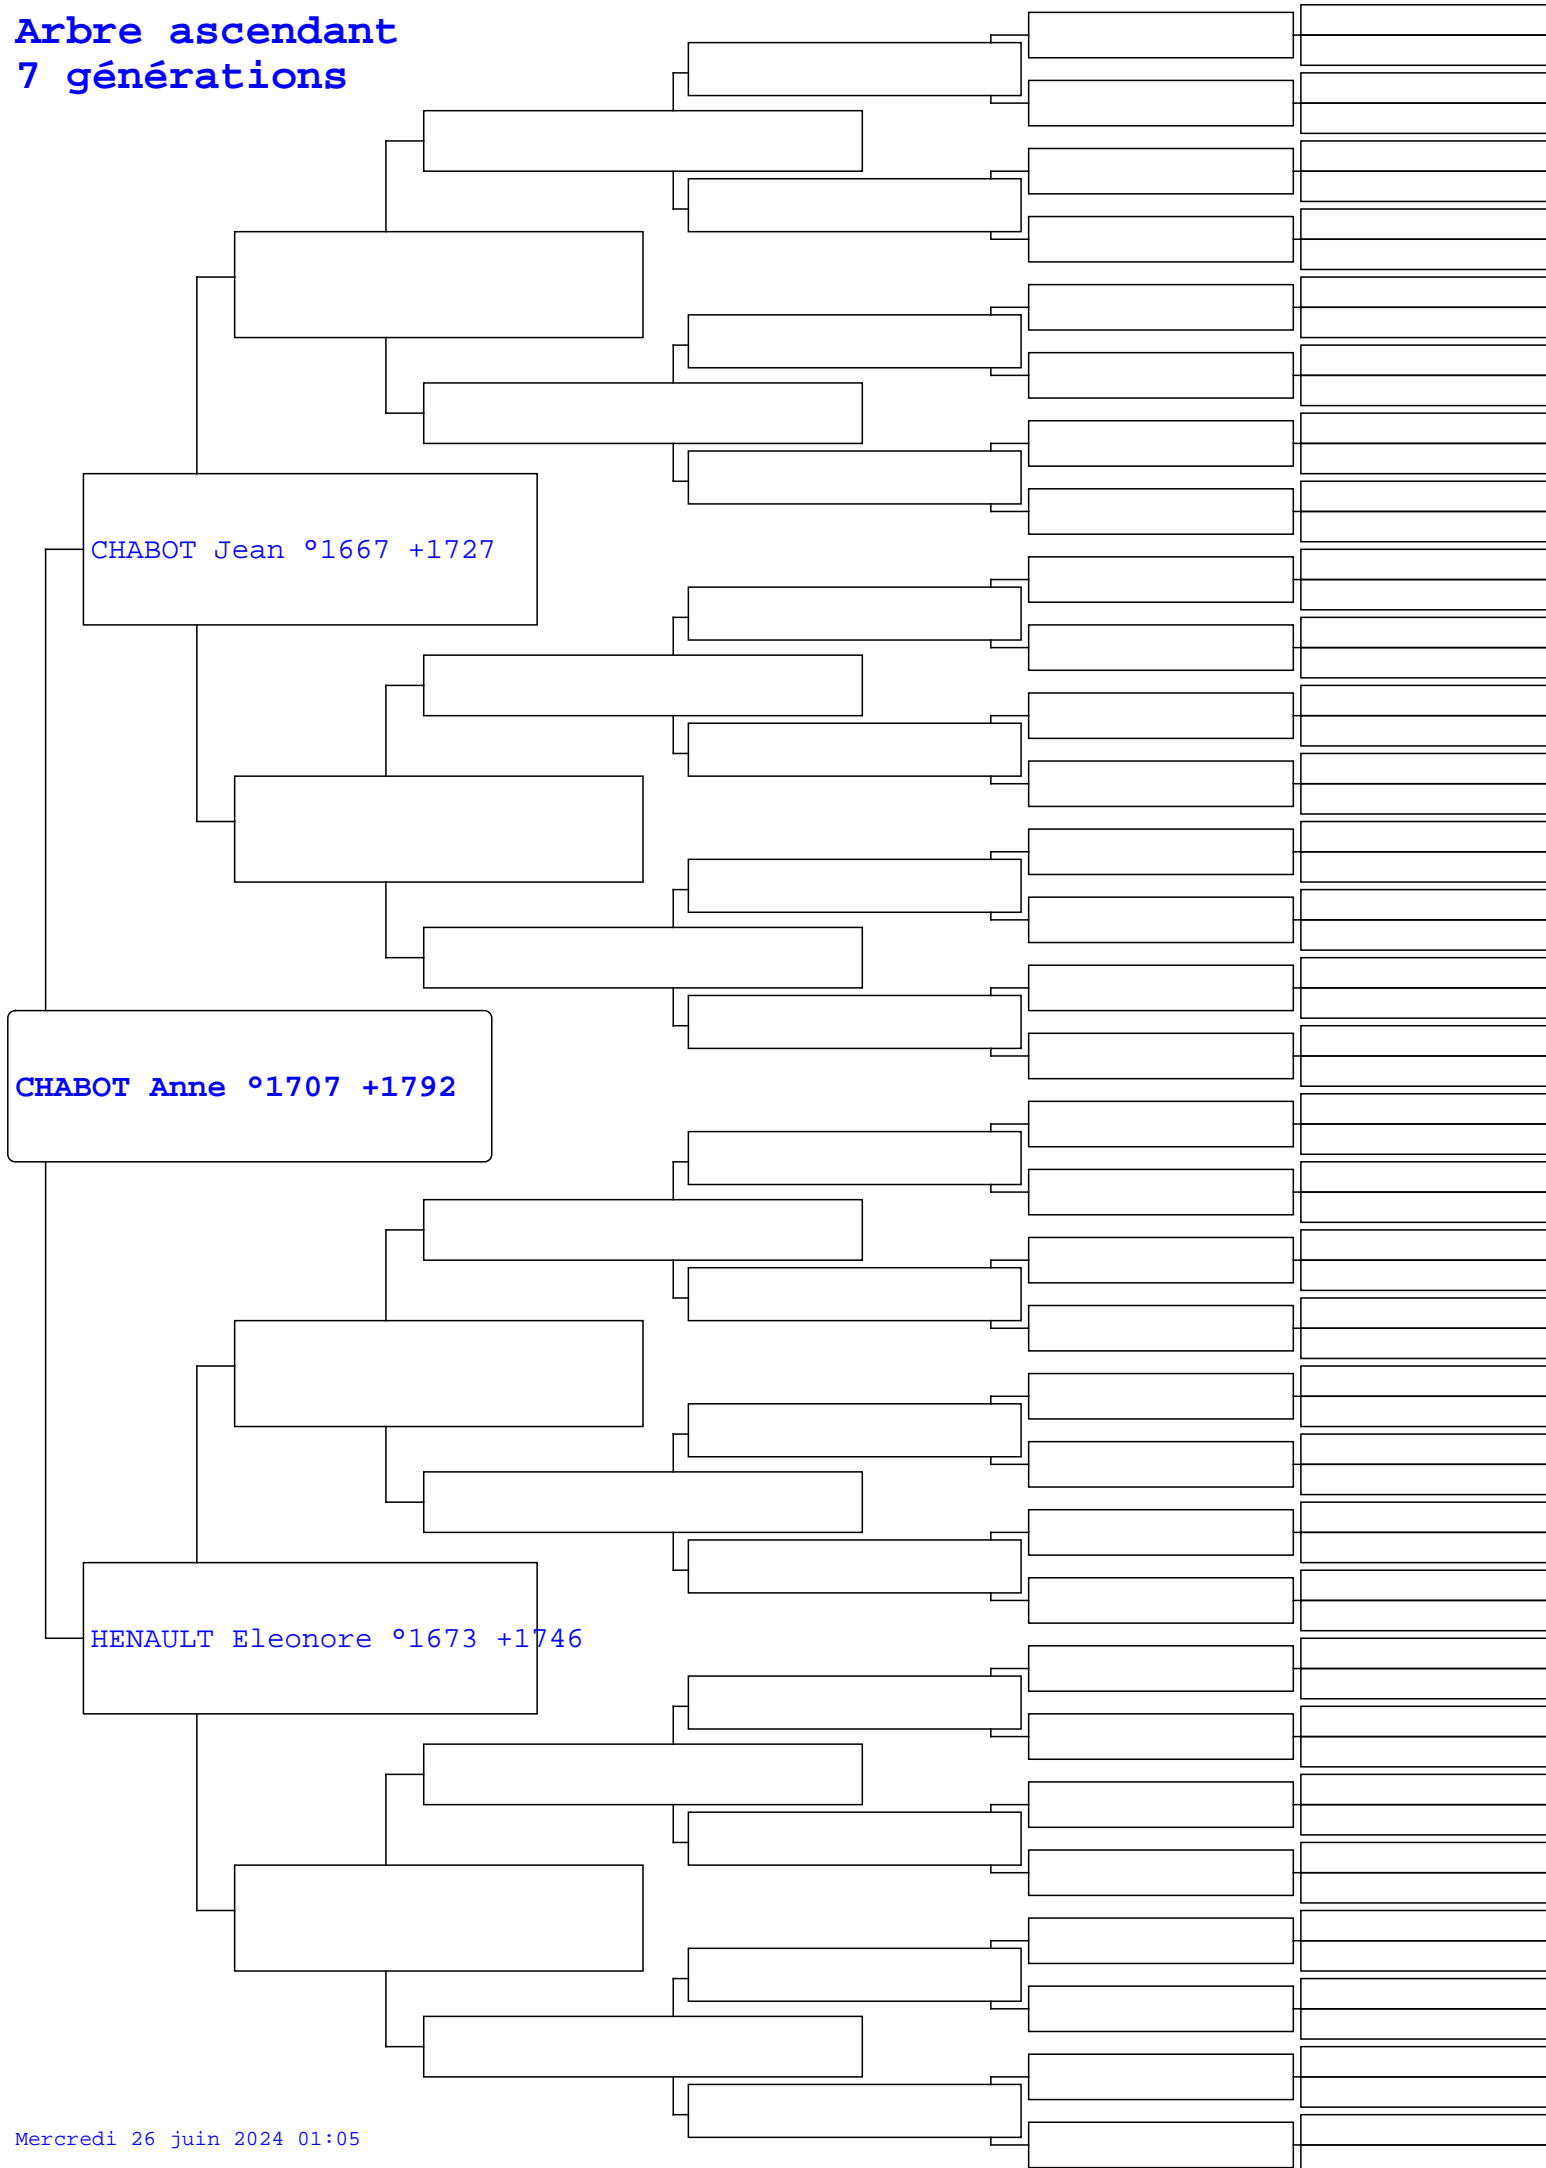 Arbre ascendant
7 générations
CHABOT Jean °1667 +1727
CHABOT Anne °1707 +1792
HENAULT Eleonore °1673 +1746
Mercredi 26 juin 2024 01:05